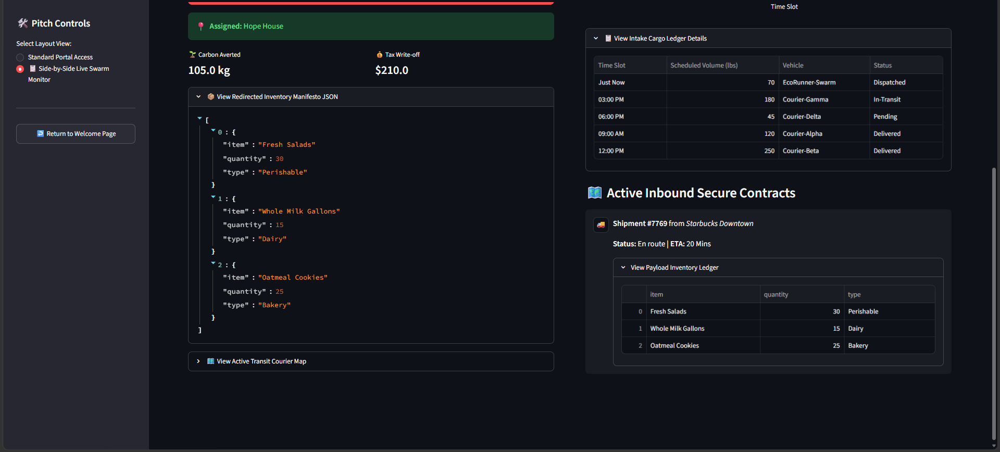 Pitch Controls
Select Layout View:
Standard Portal Access
Side-by-Side Live Swarm
Monitor
Return to Welcome Page
Assigned: Hope House
Carbon Averted
105.0 kg
Tax Write-off
$210.0
View Redirected Inventory Manifesto JSON
[
0 : {
"item" : "Fresh Salads"
"quantity" : 30
"type" : "Perishable"
}
1 : {
"item" : "Whole Milk Gallons"
"quantity" : 15
"type" : "Dairy"
}
2 : {
"item" : "Oatmeal Cookies"
"quantity" : 25
"type" : "Bakery"
}
]
View Active Transit Courier Map
Time Slot
View Intake Cargo Ledger Details
Time Slot Scheduled Volume (lbs) Vehicle Status
Just Now 70 EcoRunner-Swarm Dispatched
03:00 PM 180 Courier-Gamma In-Transit
06:00 PM 45 Courier-Delta Pending
09:00 AM 120 Courier-Alpha Delivered
12:00 PM 250 Courier-Beta Delivered
Active Inbound Secure Contracts
Shipment #7769 from Starbucks Downtown
Status: En route | ETA: 20 Mins
View Payload Inventory Ledger
item quantity type
0 Fresh Salads 30 Perishable
1 Whole Milk Gallons 15 Dairy
2 Oatmeal Cookies 25 Bakery